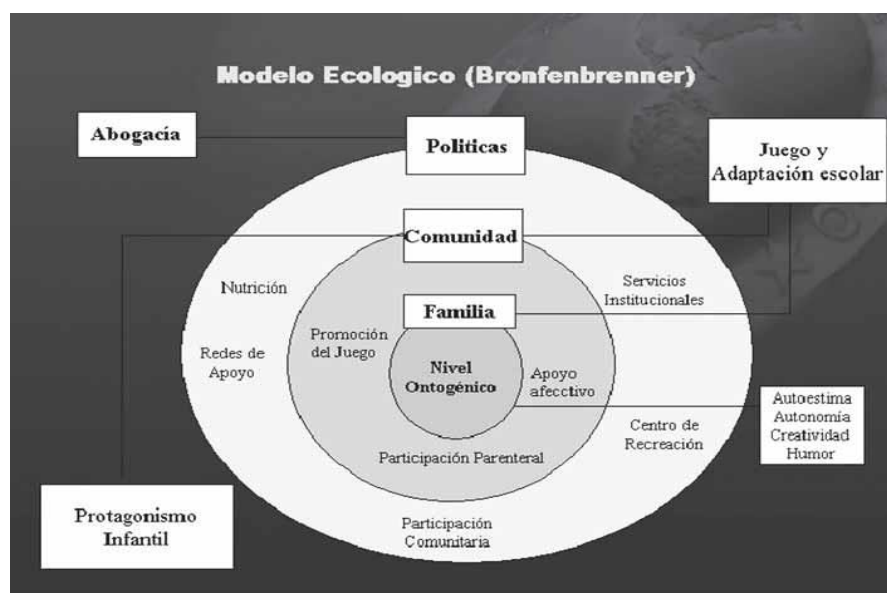 Modelo Ecologico (Bronfenbrenner)
Abogacía
Politicas
Juego y
Adaptación escolar
Comunidad
Nutrición
Servicios
Institucionales
Familia
Promoción
del Juego
Redes de
Apoyo
Nivel
Ontogénico
Apoyo
afecctivo
Autoestima
Autonomía
Creatividad
Humor
Centro de
Recreación
Participación Parenteral
Protagonismo
Infantil
Participación
Comunitaria